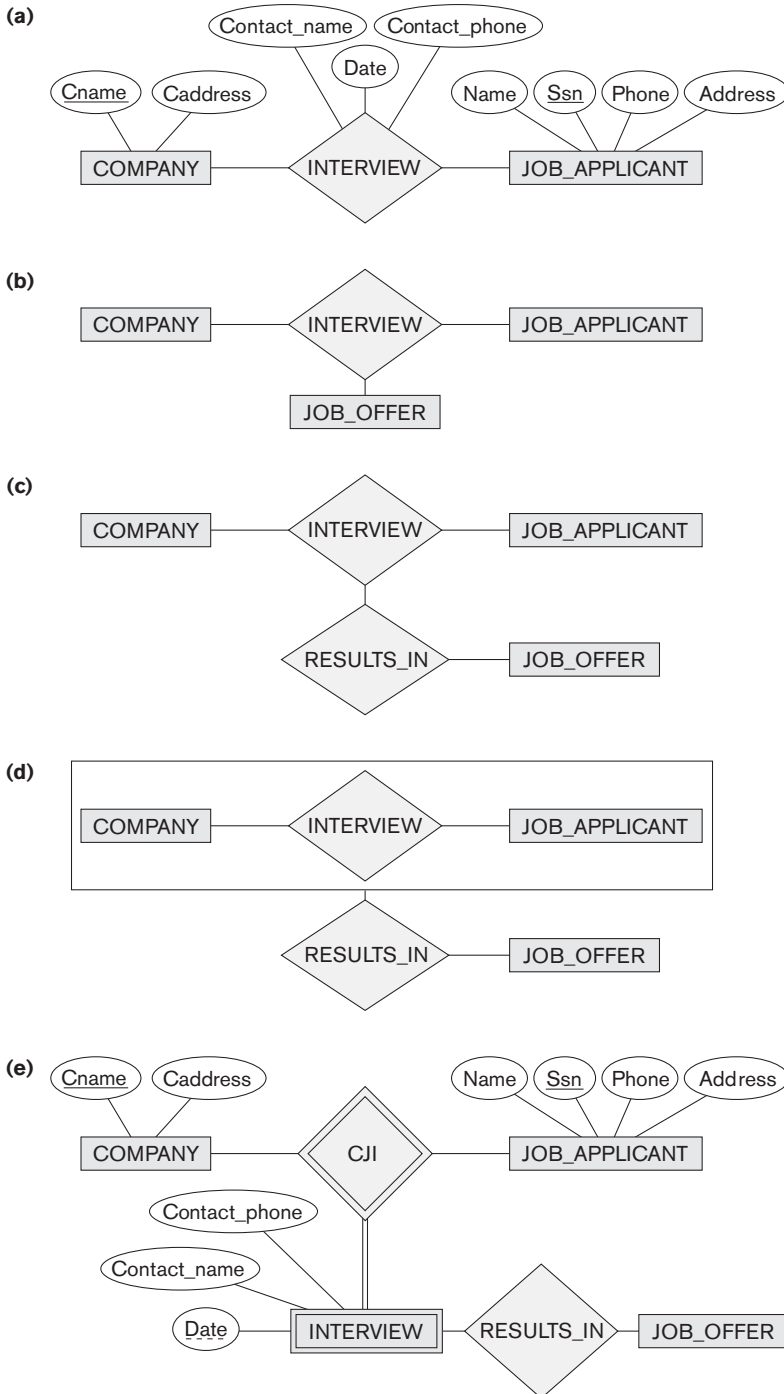 (a)
Contact_name Contact_phone
Date
Cname Caddress Name Ssn Phone Address
COMPANY INTERVIEW JOB_APPLICANT
(b)
COMPANY INTERVIEW JOB_APPLICANT
JOB_OFFER
(c)
COMPANY INTERVIEW JOB_APPLICANT
RESULTS_IN JOB_OFFER
(d)
COMPANY INTERVIEW JOB_APPLICANT
RESULTS_IN JOB_OFFER
(e)
Cname Caddress Name Ssn Phone Address
COMPANY CJI JOB_APPLICANT
Contact_phone
Contact_name
Date INTERVIEW RESULTS_IN JOB_OFFER